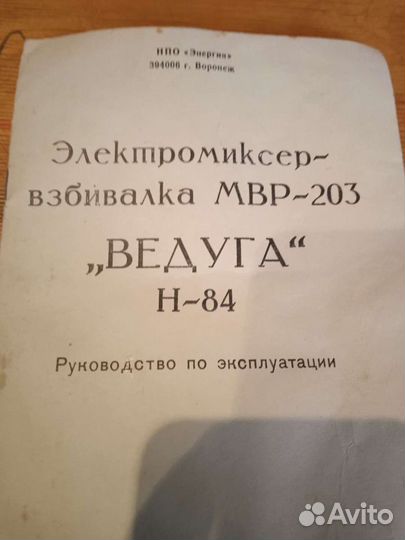 НПО «Энергия»
394006 г. Воронеж
Электромиксер-
взбивалка МВР-203
„ВЕДУГА“
Н-84
Руководство по эксплуатации
Avito